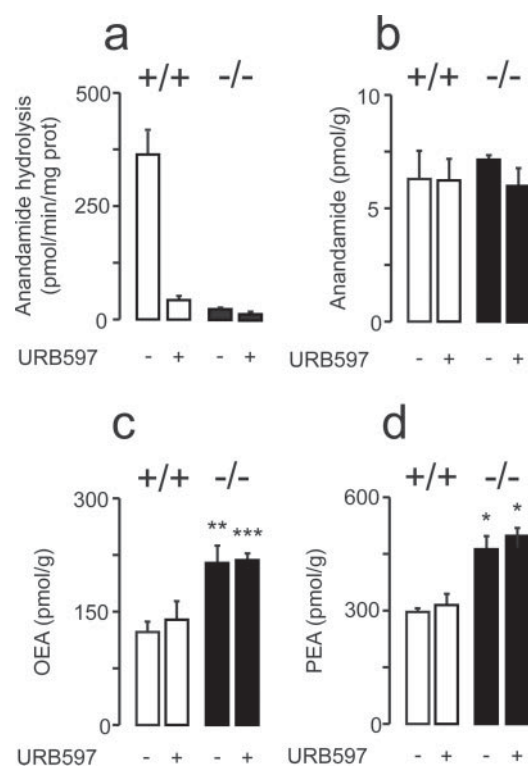 a
+/+ -/-
Anandamide hydrolysis
(pmol/min/mg prot)
500
250
0
URB597 - + - +
b
+/+ -/-
Anandamide (pmol/g)
10
5
0
URB597 - + - +
c
+/+ -/-
OEA (pmol/g)
300
150
0
** ***
URB597 - + - +
d
+/+ -/-
PEA (pmol/g)
600
300
0
* *
URB597 - + - +